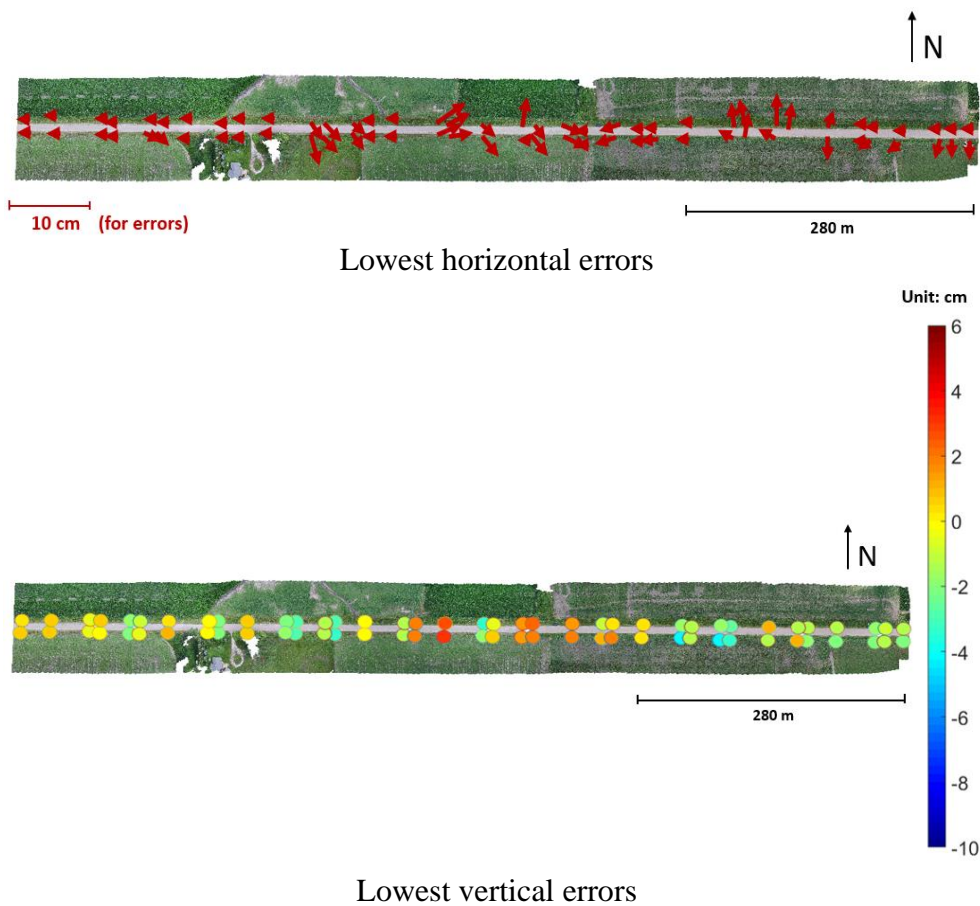 N
10 cm (for errors)
280 m
Lowest horizontal errors
Unit: cm
6
4
2
0
-2
-4
-6
-8
-10
N
280 m
Lowest vertical errors